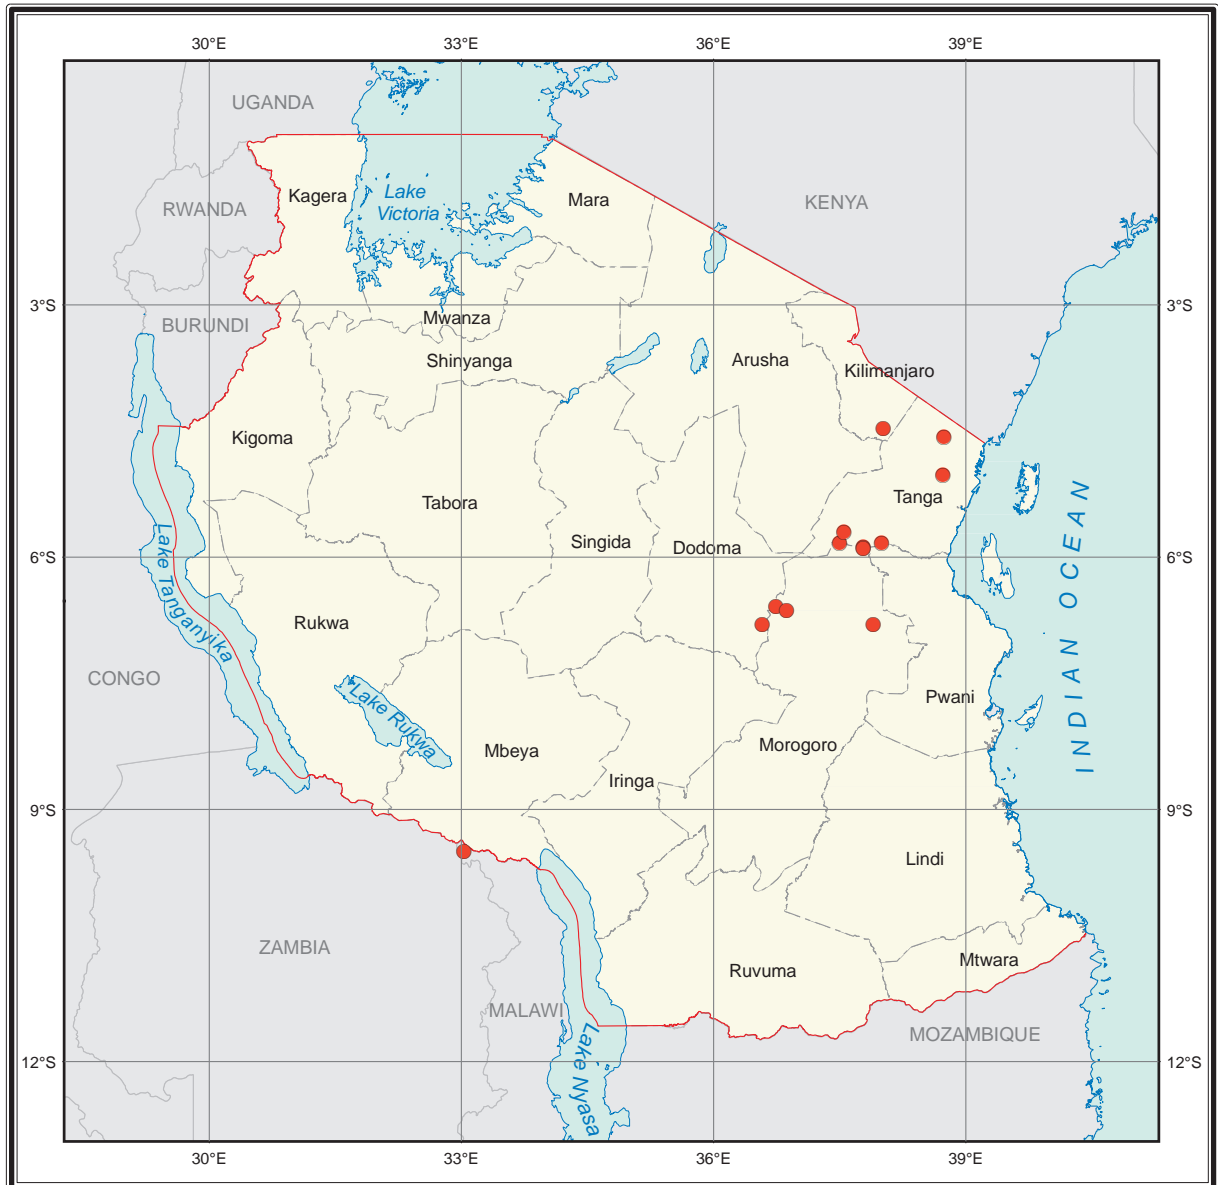 30°E 33°E 36°E 39°E
UGANDA
Kagera
Lake
Victoria
Mara
RWANDA
KENYA
3°S 3°S
BURUNDI
Mwanza
Shinyanga
Arusha
Kilimanjaro
Kigoma
Tabora
Tanga
Singida
Dodoma
6°S 6°S
Lake Tanganyika
INDIAN OCEAN
Rukwa
CONGO
Lake Rukwa
Pwani
Mbeya
Morogoro
Iringa
9°S 9°S
Lindi
ZAMBIA
Ruvuma
Mtwara
MALAWI
MOZAMBIQUE
Lake Nyasa
12°S 12°S
30°E 33°E 36°E 39°E